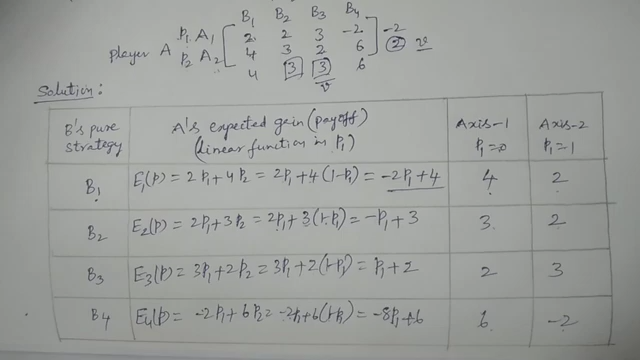 B₁ B₂ B₃ B₄
P₁ A₁ 2 2 3 -2 -2
Player A P₂ A₂ 4 3 2 6 2 v
4 3 3 6
v
Solution:
B's pure strategy A's expected gain (payoff) (linear function in P₁) Axis-1 P₁=0 Axis-2 P₁=1
B₁ E₁(P) = 2P₁+4P₂ = 2P₁+4(1-P₁) = -2P₁+4 4 2
B₂ E₂(P) = 2P₁+3P₂ = 2P₁+3(1-P₁) = -P₁+3 3 2
B₃ E₃(P) = 3P₁+2P₂ = 3P₁+2(1-P₁) = P₁+2 2 3
B₄ E₄(P) = -2P₁+6P₂ = -2P₁+6(1-P₁) = -8P₁+6 6 -2